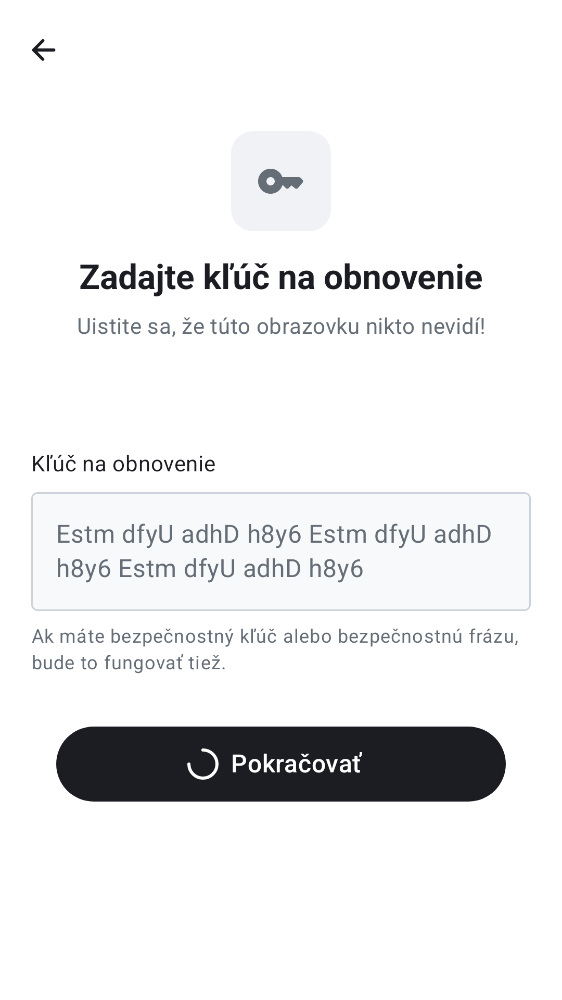 Zadajte kľúč na obnovenie
Uistite sa, že túto obrazovku nikto nevidí!
Kľúč na obnovenie
Estm dfyU adhD h8y6 Estm dfyU adhD
h8y6 Estm dfyU adhD h8y6
Ak máte bezpečnostný kľúč alebo bezpečnostnú frázu,
bude to fungovať tiež.
Pokračovať